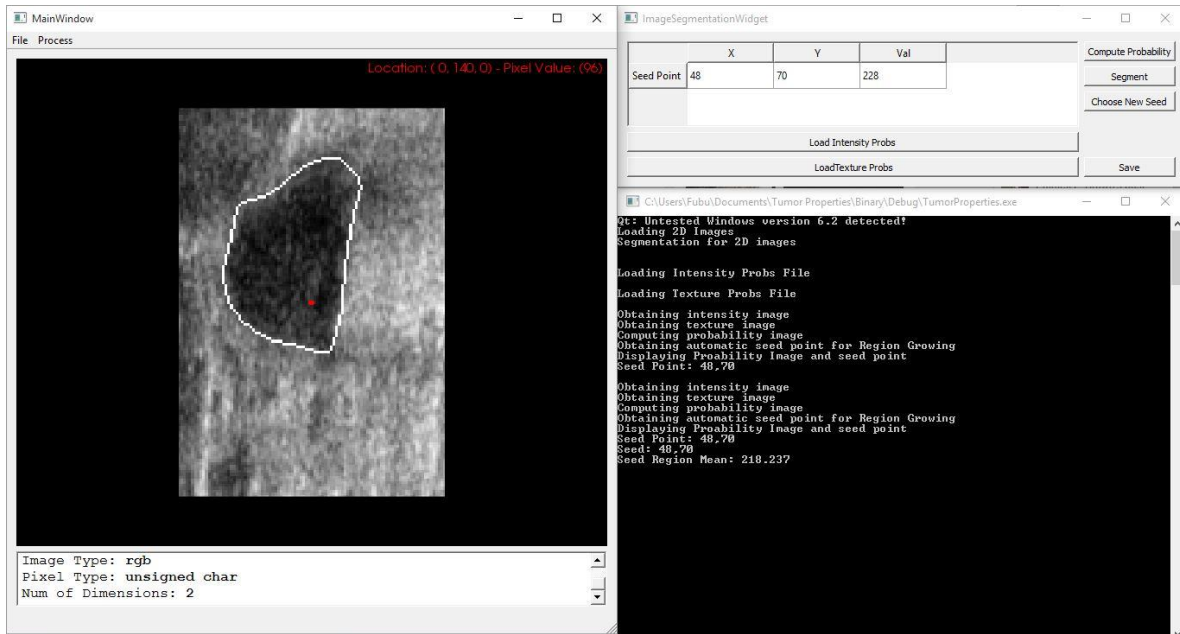 MainWindow
File Process
Location: ( 0, 140, 0) - Pixel Value: (96)
Image Type: rgb
Pixel Type: unsigned char
Num of Dimensions: 2
ImageSegmentationWidget
X Y Val
Seed Point 48 70 228
Compute Probability
Segment
Choose New Seed
Load Intensity Probs
LoadTexture Probs
Save
C:\Users\Fubu\Documents\Tumor Properties\Binary\Debug\TumorProperties.exe
Qt: Untested Windows version 6.2 detected!
Loading 2D Images
Segmentation for 2D images
Loading Intensity Probs File
Loading Texture Probs File
Obtaining intensity image
Obtaining texture image
Computing probability image
Obtaining automatic seed point for Region Growing
Displaying Proability Image and seed point
Seed Point: 48,70
Obtaining intensity image
Obtaining texture image
Computing probability image
Obtaining automatic seed point for Region Growing
Displaying Proability Image and seed point
Seed Point: 48,70
Seed: 48,70
Seed Region Mean: 218.237